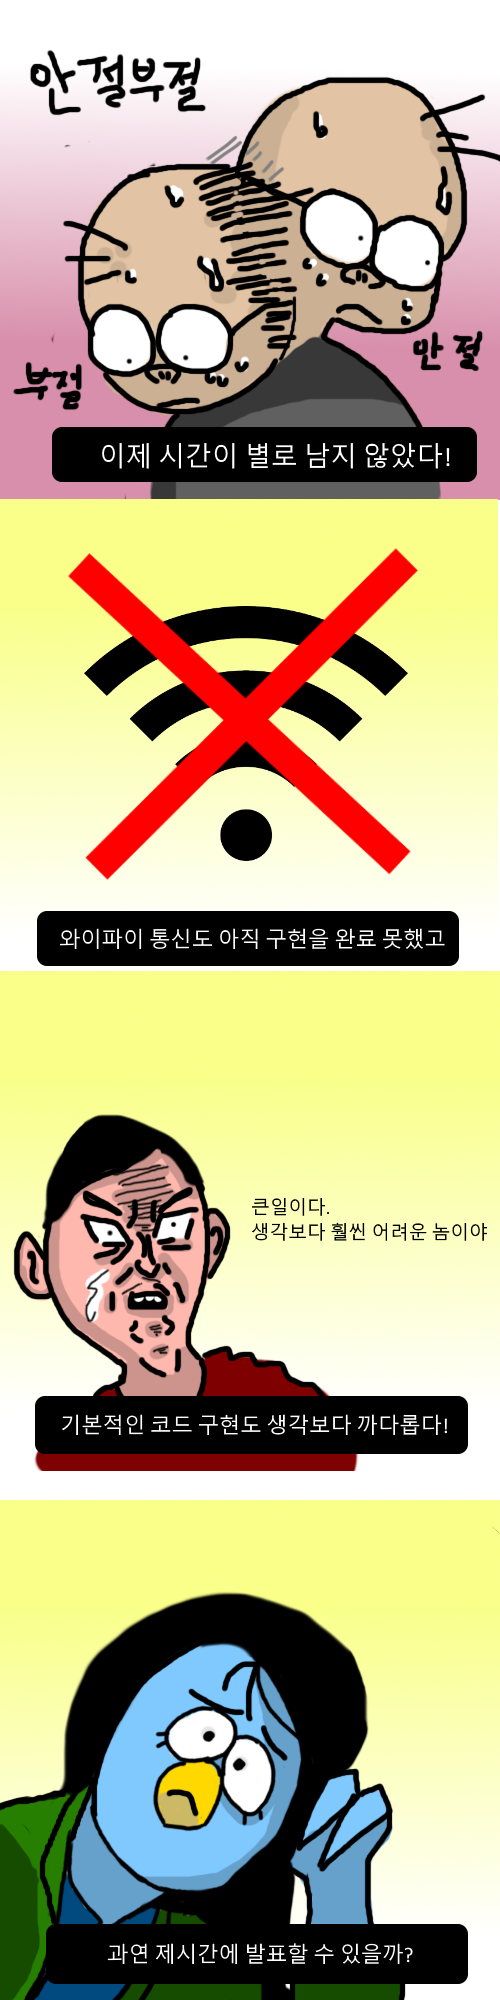 안절부절
부절
안절
이제 시간이 별로 남지 않았다!
와이파이 통신도 아직 구현을 완료 못했고
큰일이다.
생각보다 훨씬 어려운 놈이야
기본적인 코드 구현도 생각보다 까다롭다!
과연 제시간에 발표할 수 있을까?